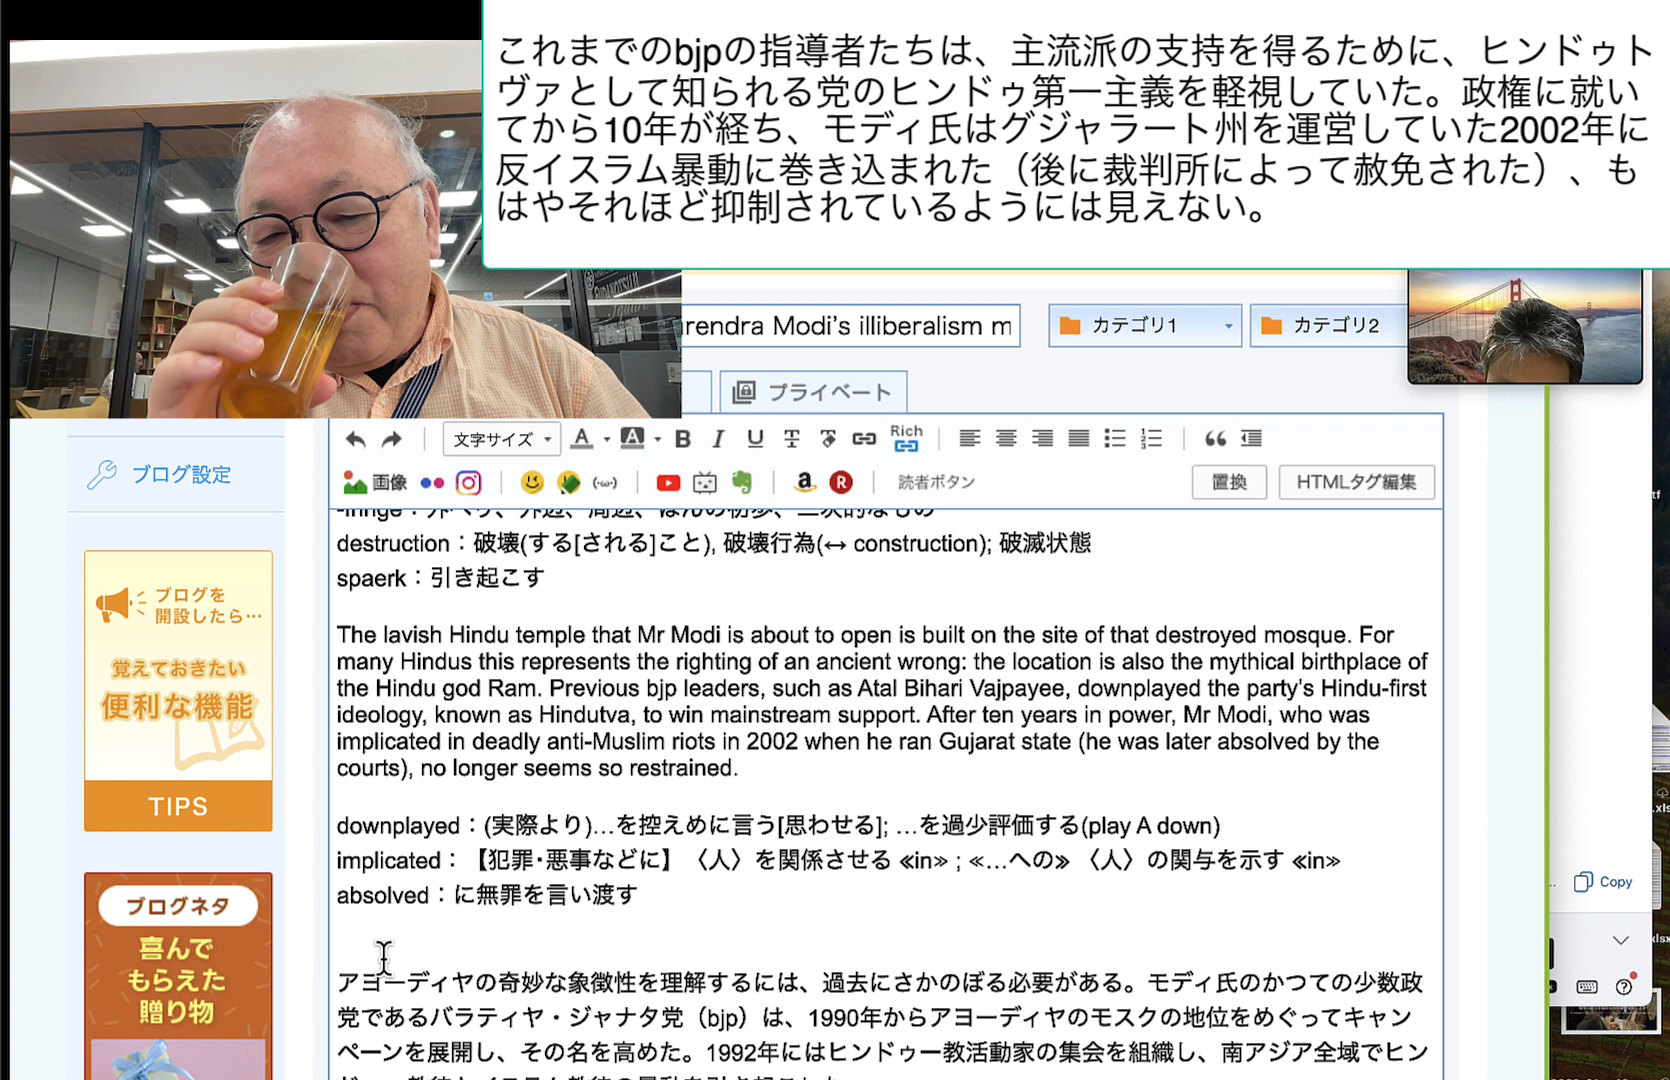 これまでのbjpの指導者たちは、主流派の支持を得るために、ヒンドゥト
ヴァとして知られる党のヒンドゥ第一主義を軽視していた。政権に就い
てから10年が経ち、モディ氏はグジャラート州を運営していた2002年に
反イスラム暴動に巻き込まれた（後に裁判所によって赦免された）、も
はやそれほど抑制されているようには見えない。
rendra Modi's illiberalism m
カテゴリ1
カテゴリ2
プライベート
文字サイズ
Rich
画像
読者ボタン
置換
HTMLタグ編集
ブログ設定
ブログを
開設したら…
覚えておきたい
便利な機能
TIPS
ブログネタ
喜んで
もらえた
贈り物
destruction：破壊(する[される]こと), 破壊行為(↔ construction); 破滅状態
spaerk：引き起こす
The lavish Hindu temple that Mr Modi is about to open is built on the site of that destroyed mosque. For
many Hindus this represents the righting of an ancient wrong: the location is also the mythical birthplace of
the Hindu god Ram. Previous bjp leaders, such as Atal Bihari Vajpayee, downplayed the party's Hindu-first
ideology, known as Hindutva, to win mainstream support. After ten years in power, Mr Modi, who was
implicated in deadly anti-Muslim riots in 2002 when he ran Gujarat state (he was later absolved by the
courts), no longer seems so restrained.
downplayed：(実際より)…を控えめに言う[思わせる]; …を過少評価する(play A down)
implicated：【犯罪･悪事などに】〈人〉を関係させる ≪in≫ ; ≪…への≫ 〈人〉の関与を示す ≪in≫
absolved：に無罪を言い渡す
アヨーディヤの奇妙な象徴性を理解するには、過去にさかのぼる必要がある。モディ氏のかつての少数政
党であるバラティヤ・ジャナタ党（bjp）は、1990年からアヨーディヤのモスクの地位をめぐってキャン
ペーンを展開し、その名を高めた。1992年にはヒンドゥー教活動家の集会を組織し、南アジア全域でヒン
Copy